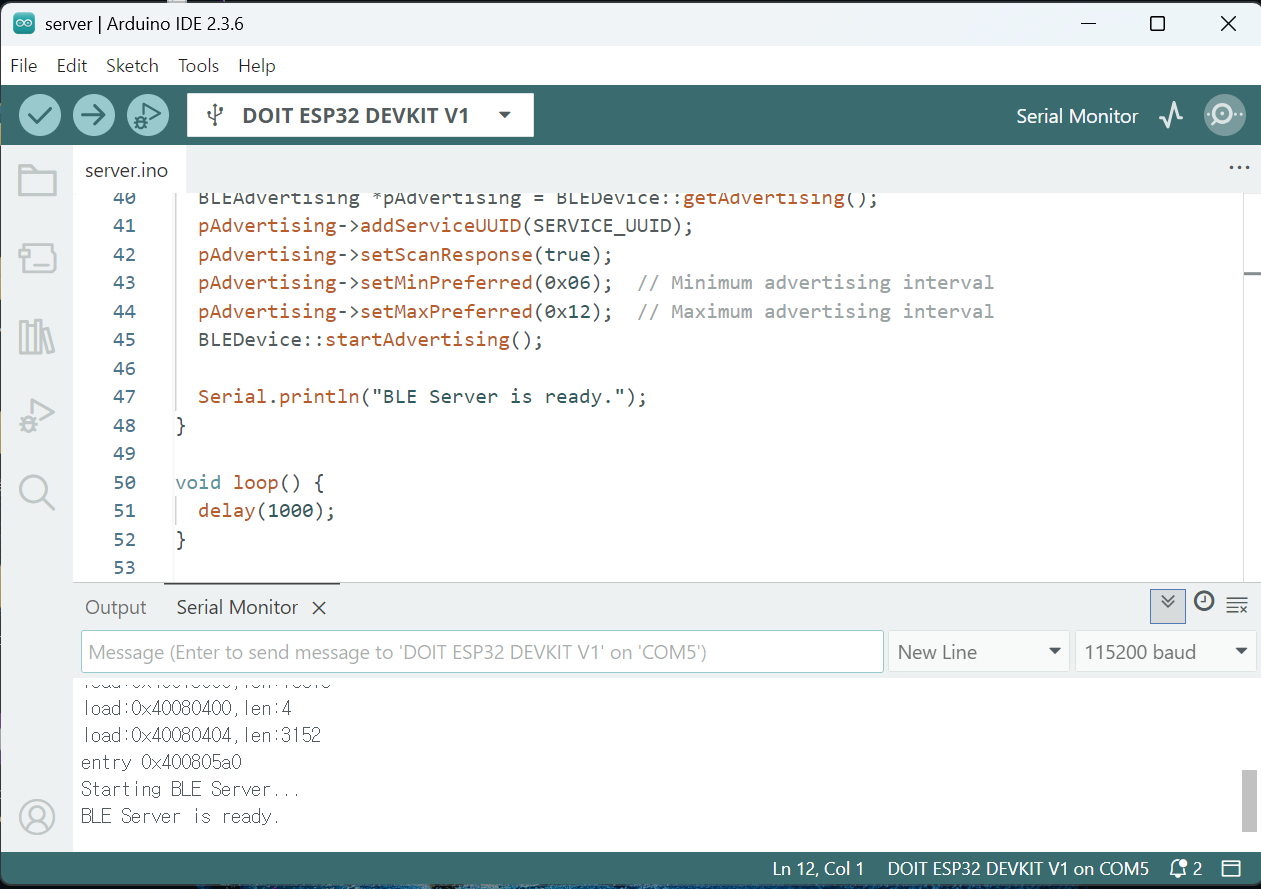 server | Arduino IDE 2.3.6
File Edit Sketch Tools Help
DOIT ESP32 DEVKIT V1
Serial Monitor
server.ino
40 BLEAdvertising *pAdvertising = BLEDevice::getAdvertising();
41 pAdvertising->addServiceUUID(SERVICE_UUID);
42 pAdvertising->setScanResponse(true);
43 pAdvertising->setMinPreferred(0x06);  // Minimum advertising interval
44 pAdvertising->setMaxPreferred(0x12);  // Maximum advertising interval
45 BLEDevice::startAdvertising();
46
47 Serial.println("BLE Server is ready.");
48 }
49
50 void loop() {
51 delay(1000);
52 }
53
Output Serial Monitor
Message (Enter to send message to 'DOIT ESP32 DEVKIT V1' on 'COM5')
New Line
115200 baud
load:0x40080400,len:4
load:0x40080404,len:3152
entry 0x400805a0
Starting BLE Server...
BLE Server is ready.
Ln 12, Col 1 DOIT ESP32 DEVKIT V1 on COM5 2